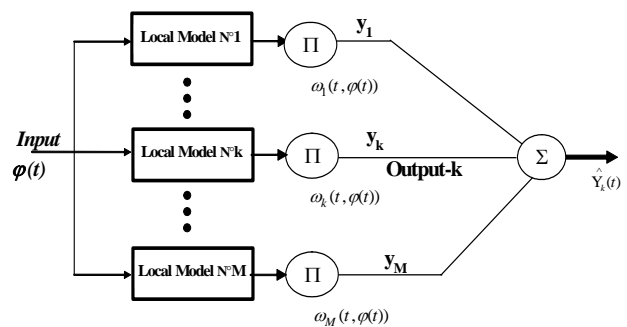 Local Model N°1
Π
y1
ω1(t,φ(t))
Input
φ(t)
Local Model N°k
Π
yk
Output-k
ωk(t,φ(t))
Σ
Ŷk(t)
Local Model N°M
Π
yM
ωM(t,φ(t))